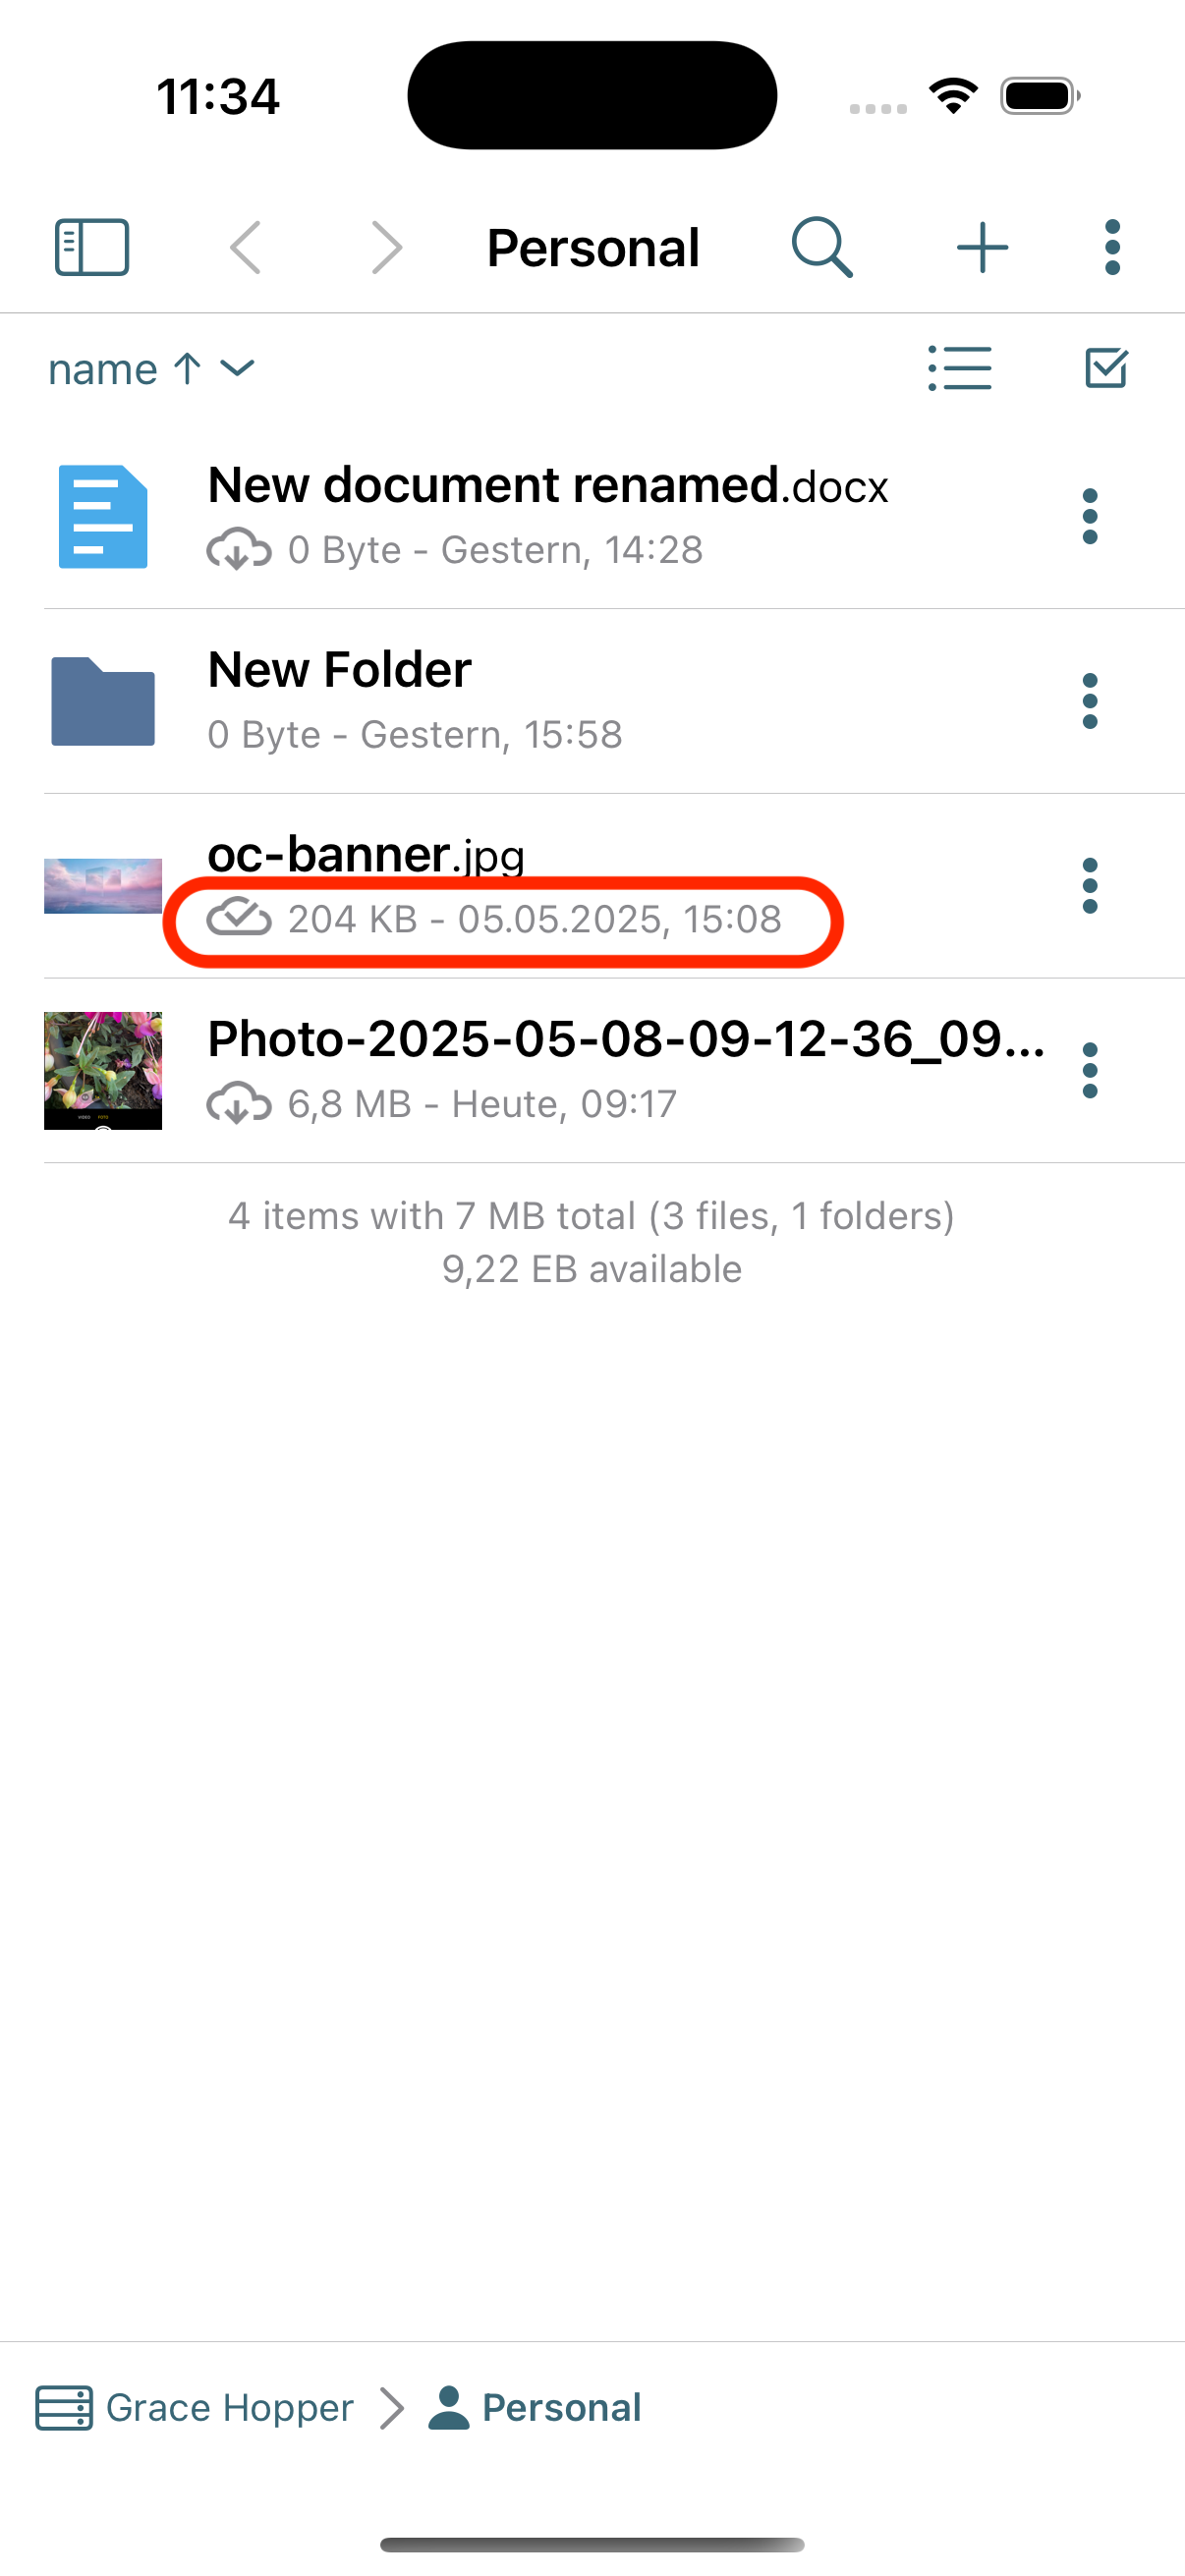 11:34
Personal
name
New document renamed.docx
0 Byte - Gestern, 14:28
New Folder
0 Byte - Gestern, 15:58
oc-banner.jpg
204 KB - 05.05.2025, 15:08
Photo-2025-05-08-09-12-36_09...
6,8 MB - Heute, 09:17
4 items with 7 MB total (3 files, 1 folders)
9,22 EB available
Grace Hopper
Personal